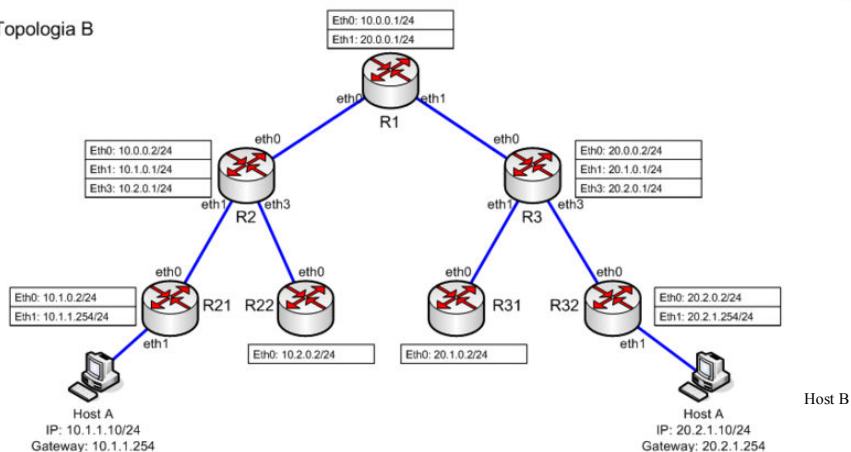 Topologia B
Eth0: 10.0.0.1/24
Eth1: 20.0.0.1/24
eth0
eth1
R1
eth0
eth0
Eth0: 10.0.0.2/24
Eth1: 10.1.0.1/24
Eth3: 10.2.0.1/24
Eth0: 20.0.0.2/24
Eth1: 20.1.0.1/24
Eth3: 20.2.0.1/24
eth1
R2
eth3
eth1
R3
eth3
eth0
eth0
eth0
eth0
Eth0: 10.1.0.2/24
Eth1: 10.1.1.254/24
R21
R22
R31
R32
Eth0: 20.2.0.2/24
Eth1: 20.2.1.254/24
eth1
Eth0: 10.2.0.2/24
Eth0: 20.1.0.2/24
eth1
Host A
IP: 10.1.1.10/24
Gateway: 10.1.1.254
Host A
IP: 20.2.1.10/24
Gateway: 20.2.1.254
Host B